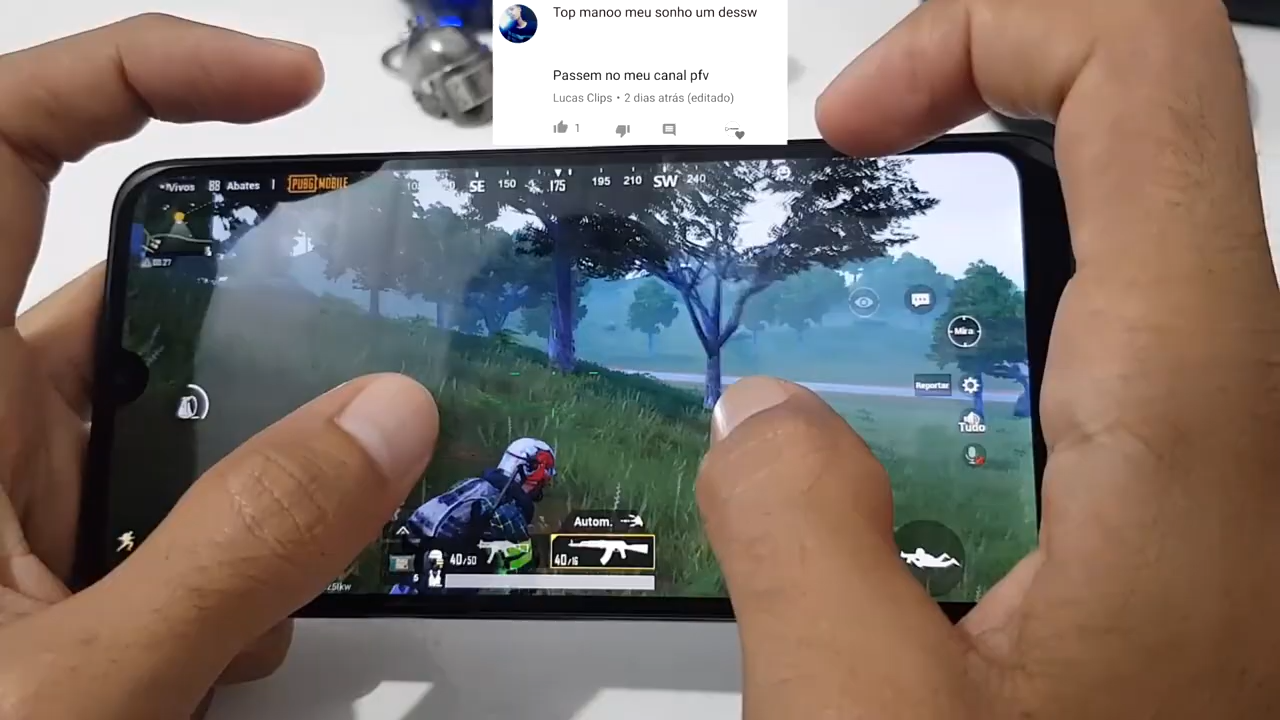 Top manoo meu sonho um dessw
Passem no meu canal pfv
Lucas Clips • 2 dias atrás (editado)
1
Vivos 88 Abates PUBG MOBILE
SE 150 175 195 210 SW 240
Mira
Reportar
Tudo
Autom.
40/50 40/16
5